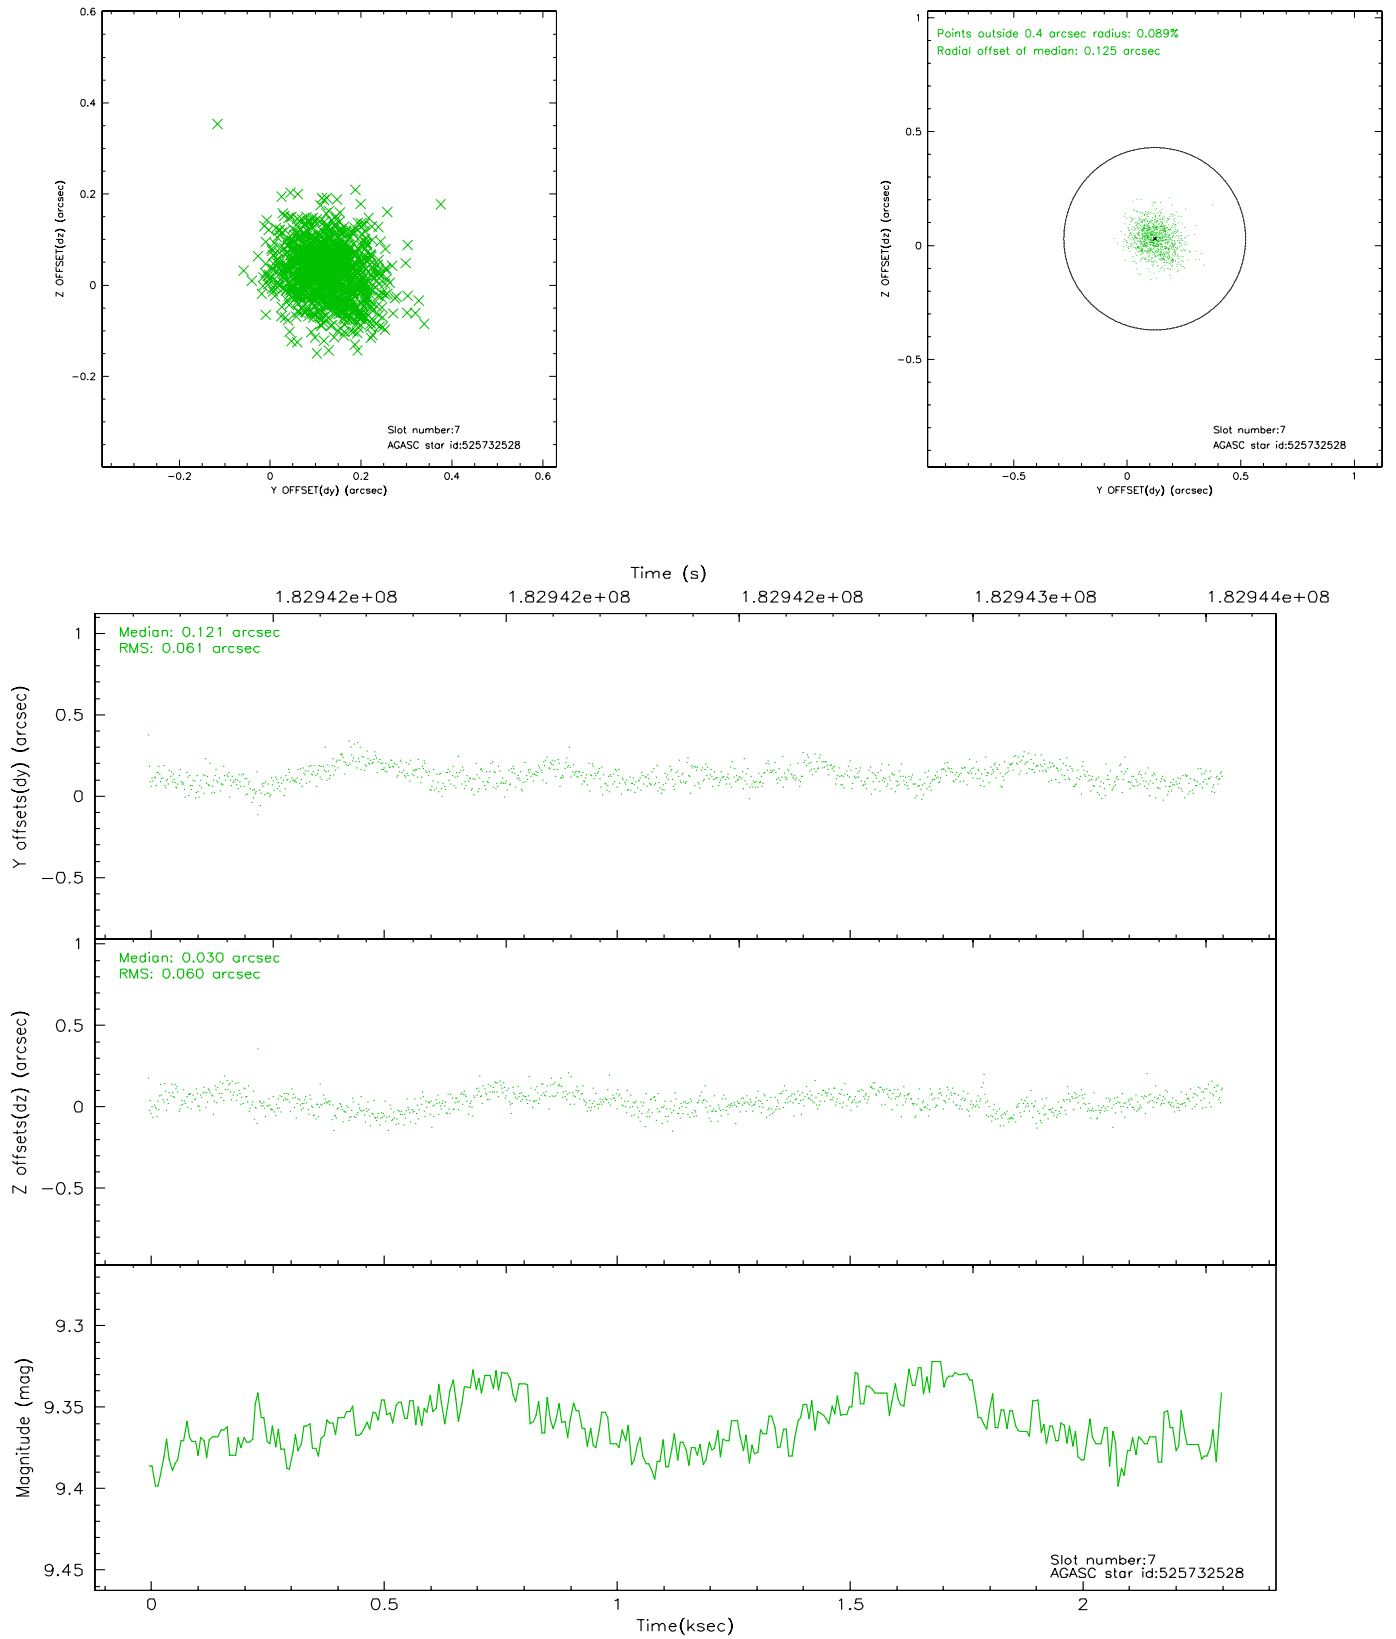 0.6
0.4
0.2
0
−0.2
Z OFFSET(dz) (arcsec)
−0.2 0 0.2 0.4 0.6
Y OFFSET(dy) (arcsec)
Slot number:7
AGASC star id:525732528
Points outside 0.4 arcsec radius: 0.089%
Radial offset of median: 0.125 arcsec
1
0.5
0
−0.5
Z OFFSET(dz) (arcsec)
−0.5 0 0.5 1
Y OFFSET(dy) (arcsec)
Slot number:7
AGASC star id:525732528
Time (s)
1.82942e+08 1.82942e+08 1.82942e+08 1.82943e+08 1.82944e+08
Median: 0.121 arcsec
RMS: 0.061 arcsec
1
0.5
0
−0.5
Y offsets(dy) (arcsec)
Median: 0.030 arcsec
RMS: 0.060 arcsec
1
0.5
0
−0.5
Z offsets(dz) (arcsec)
9.3
9.35
9.4
9.45
Magnitude (mag)
Slot number:7
AGASC star id:525732528
0 0.5 1 1.5 2
Time(ksec)